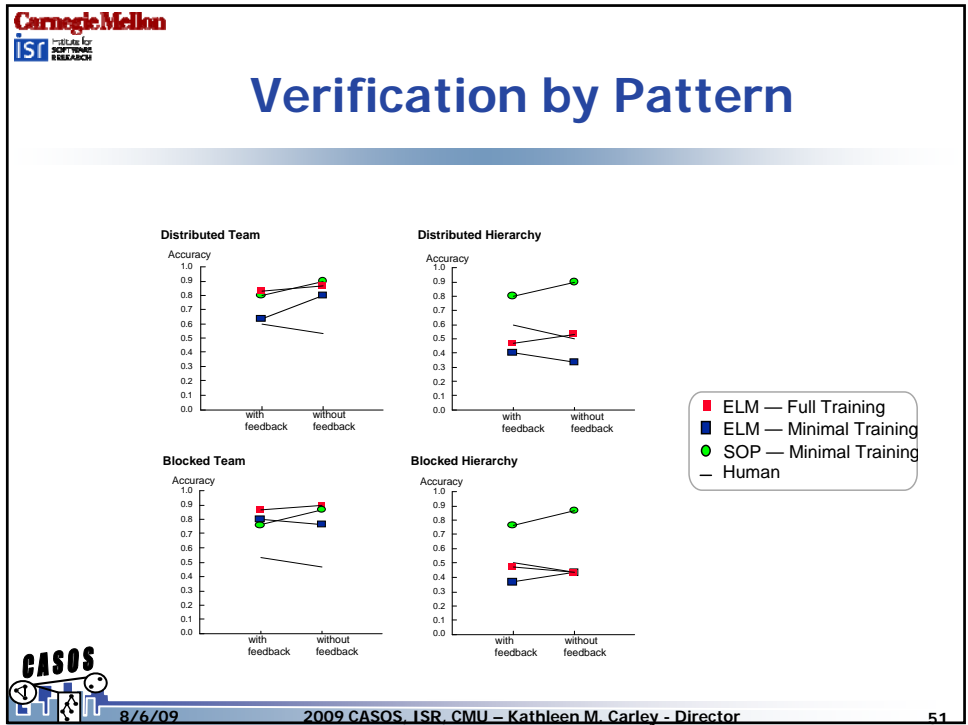 Carnegie Mellon
isr institute for
SOFTWARE
RESEARCH
Verification by Pattern
Distributed Team
Accuracy
1.0
0.9
0.8
0.7
0.6
0.5
0.4
0.3
0.2
0.1
0.0
with
feedback
without
feedback
Distributed Hierarchy
Accuracy
1.0
0.9
0.8
0.7
0.6
0.5
0.4
0.3
0.2
0.1
0.0
with
feedback
without
feedback
ELM — Full Training
ELM — Minimal Training
SOP — Minimal Training
Human
Blocked Team
Accuracy
1.0
0.9
0.8
0.7
0.6
0.5
0.4
0.3
0.2
0.1
0.0
with
feedback
without
feedback
Blocked Hierarchy
Accuracy
1.0
0.9
0.8
0.7
0.6
0.5
0.4
0.3
0.2
0.1
0.0
with
feedback
without
feedback
CASOS
8/6/09 2009 CASOS, ISR, CMU – Kathleen M. Carley - Director 51